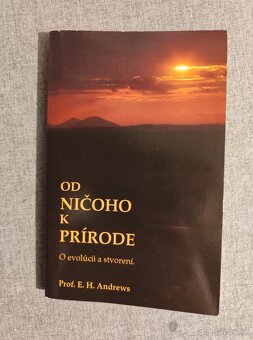 OD
NIČOHO
K
PRÍRODE
O evolúcii a stvorení.
Prof. E. H. Andrews